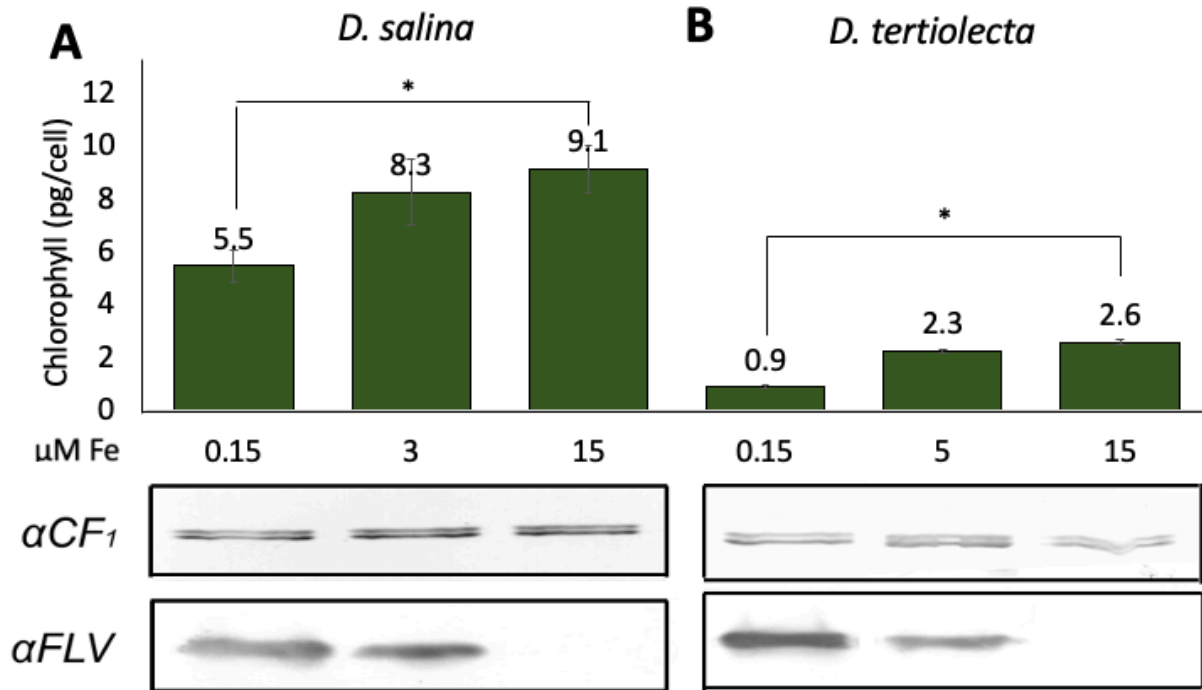 A D. salina B D. tertiolecta
Chlorophyll (pg/cell)
12
10
8
6
4
2
0
*
5.5 8.3 9.1
*
0.9 2.3 2.6
μM Fe 0.15 3 15 0.15 5 15
αCF₁
αFLV